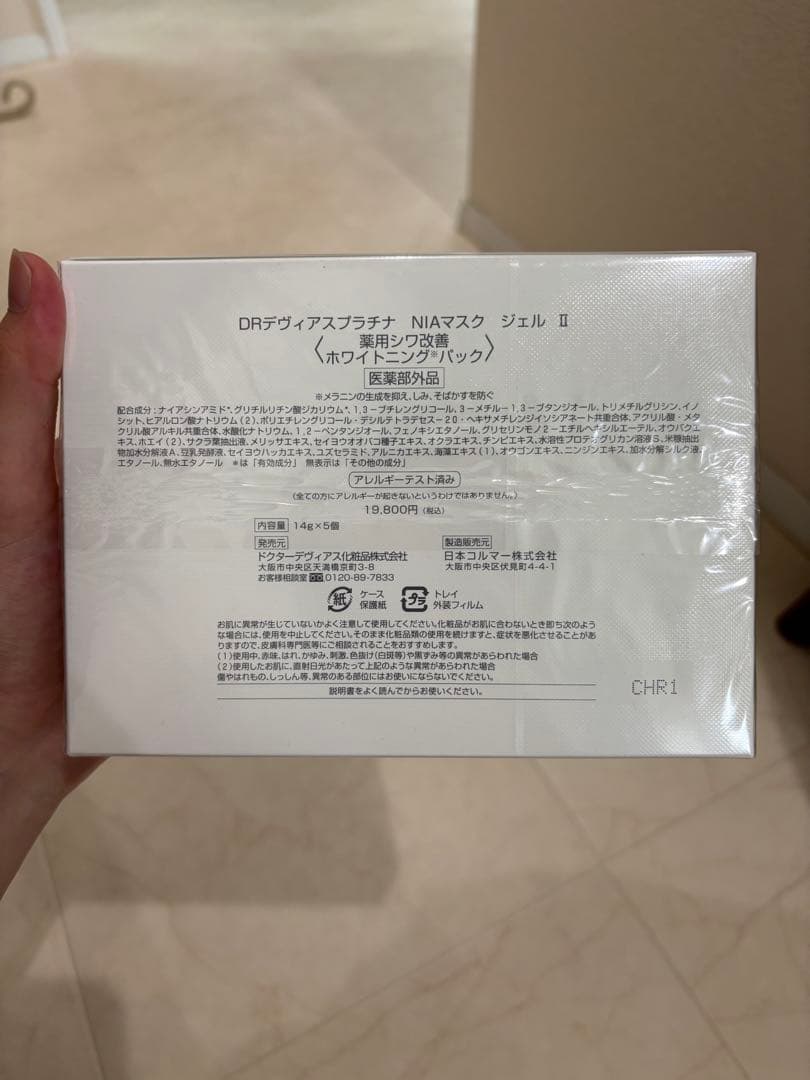 DRデヴィアスプラチナ NIAマスク ジェル Ⅱ
〈薬用シワ改善
ホワイトニング※パック〉
医薬部外品
※メラニンの生成を抑え、しみ、そばかすを防ぐ
配合成分:ナイアシンアミド*、グリチルリチン酸ジカリウム*、1,3-ブチレングリコール、3-メチル-1,3-ブタンジオール、トリメチルグリシン、イノ
シット、ヒアルロン酸ナトリウム(2)、ポリエチレングリコール・デシルテトラデセス-20・ヘキサメチレンジイソシアネート共重合体、アクリル酸・メタ
クリル酸アルキル共重合体、水酸化ナトリウム、1,2-ペンタンジオール、フェノキシエタノール、グリセリンモノ2-エチルヘキシルエーテル、オウバクエ
キス、ホエイ(2)、サクラ葉抽出液、メリッサエキス、セイヨウオオバコ種子エキス、オクラエキス、チンピエキス、水溶性プロテオグリカン溶液S、米糠抽出
物加水分解液A、豆乳発酵液、セイヨウハッカエキス、ユズセラミド、アルニカエキス、海藻エキス(1)、オウゴンエキス、ニンジンエキス、加水分解シルク液、
エタノール、無水エタノール *は「有効成分」 無表示は「その他の成分」
アレルギーテスト済み
(全ての方にアレルギーが起きないというわけではありません。)
19,800円(税込)
内容量 14g×5個
発売元
ドクターデヴィアス化粧品株式会社
大阪市中央区天満橋京町3-8
お客様相談室 0120-89-7833
製造販売元
日本コルマー株式会社
大阪市中央区伏見町4-4-1
紙 ケース
保護紙
プラ トレイ
外装フィルム
お肌に異常が生じていないかよく注意して使用してください。化粧品がお肌に合わないとき即ち次のよう
な場合には、使用を中止してください。そのまま化粧品類の使用を続けますと、症状を悪化させることがあ
りますので、皮膚科専門医等にご相談されることをおすすめします。
(1)使用中、赤味、はれ、かゆみ、刺激、色抜け(白斑等)や黒ずみ等の異常があらわれた場合
(2)使用したお肌に、直射日光があたって上記のような異常があらわれた場合
傷やはれもの、しっしん等、異常のある部位にはお使いにならないでください。
説明書をよく読んでからお使いください。
CHR1